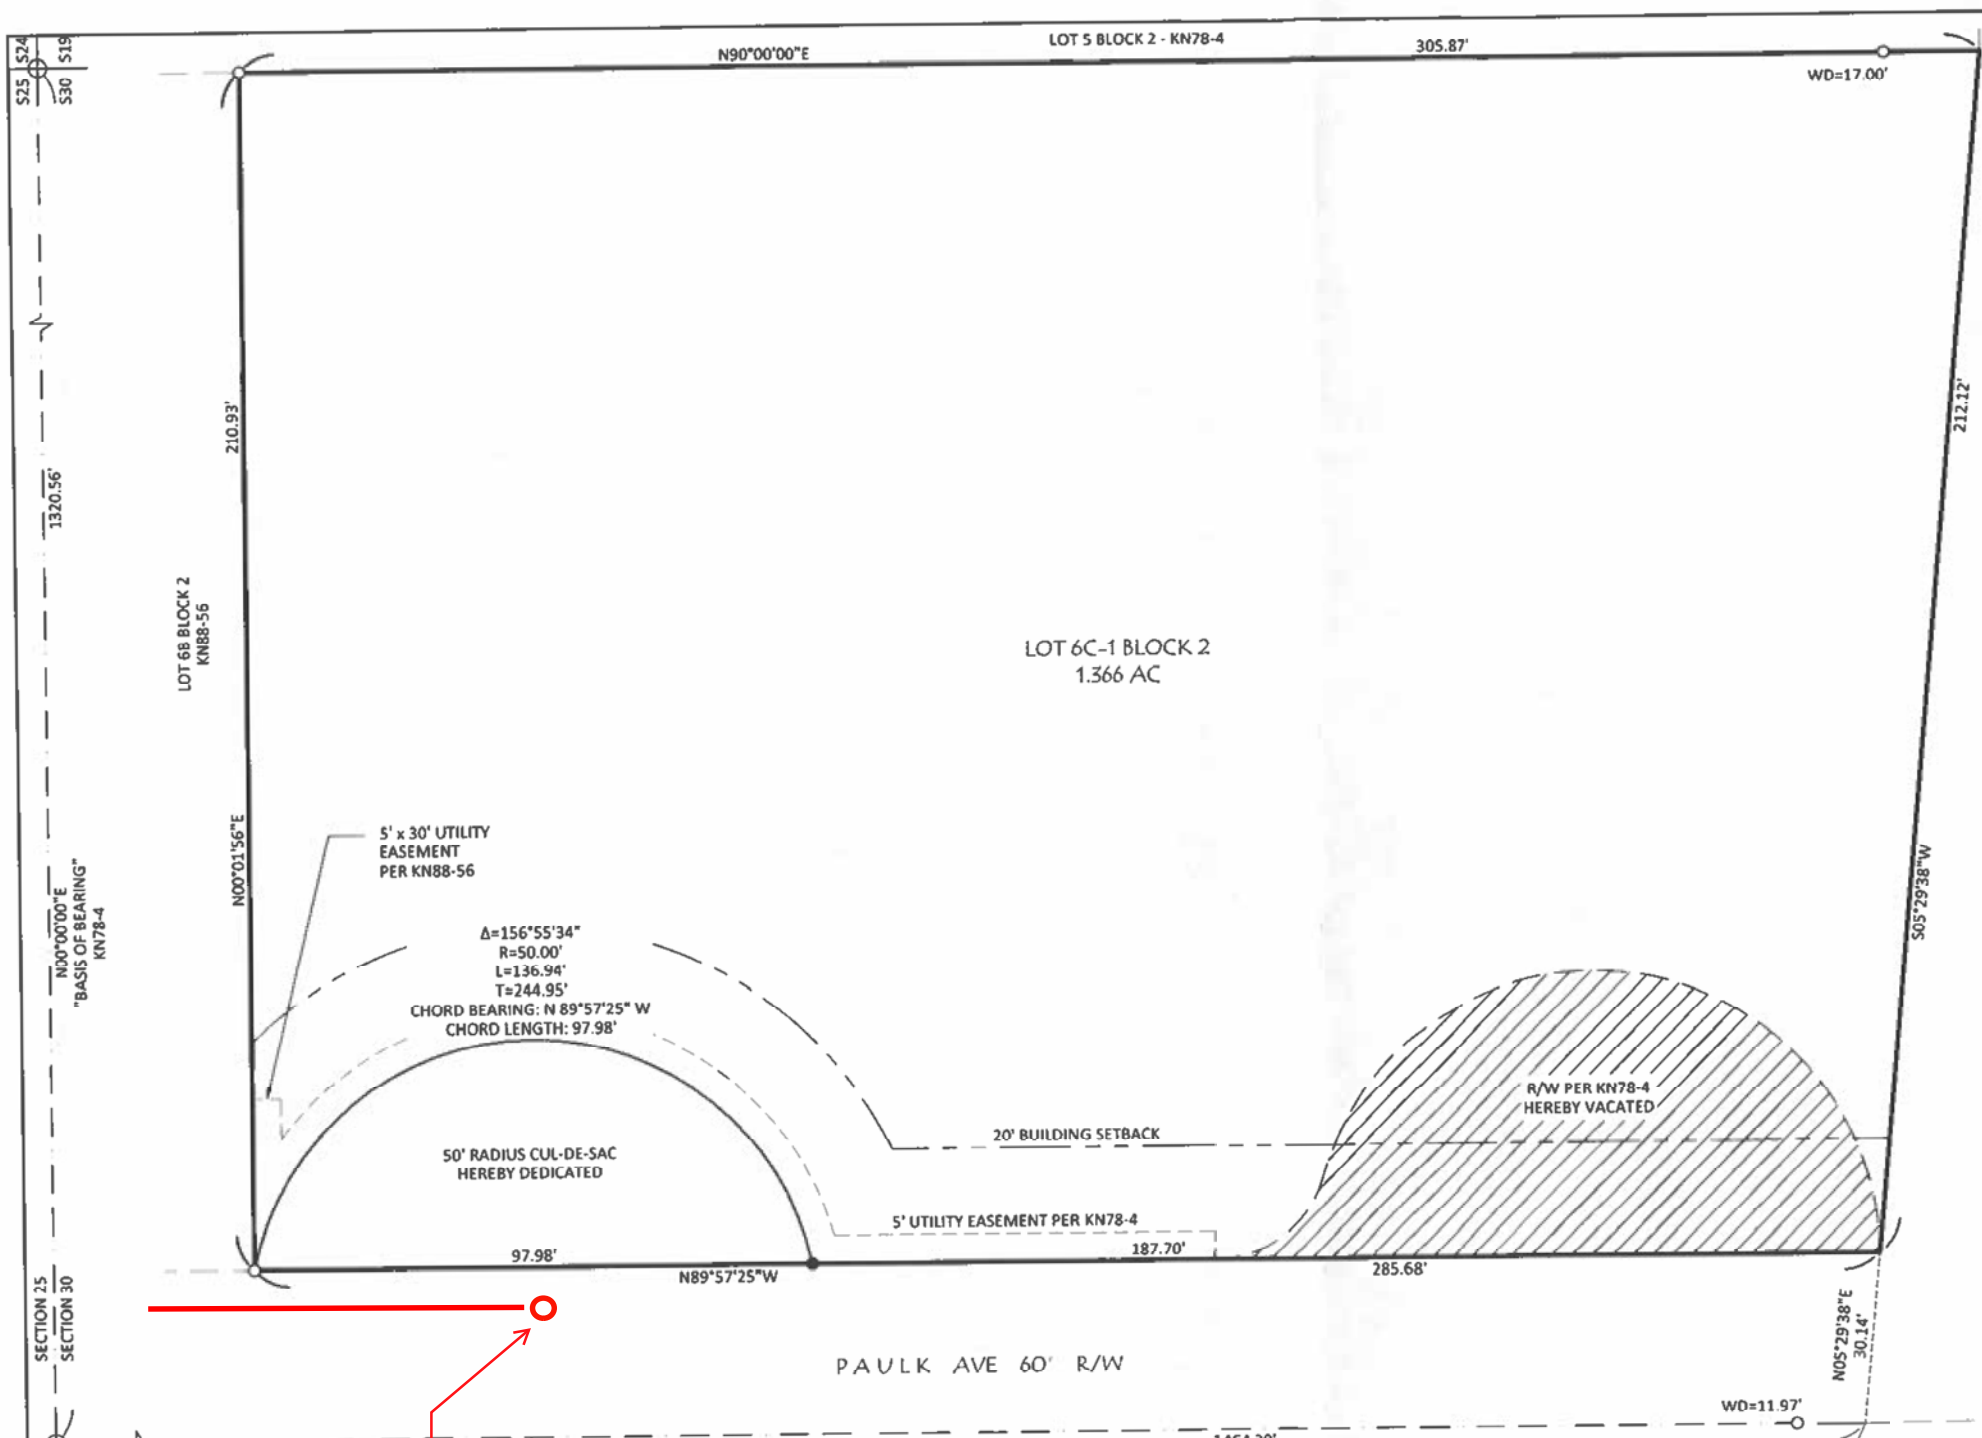 S24
S19
S25
S30
N90°00'00"E
LOT 5 BLOCK 2 - KN78-4
305.87'
WD=17.00'
210.93'
212.12'
1320.56'
LOT 6B BLOCK 2
KN88-56
LOT 6C-1 BLOCK 2
1.366 AC
N00°01'56"E
5' x 30' UTILITY
EASEMENT
PER KN88-56
S05°29'38"W
N00°00'00"E
"BASIS OF BEARING"
KN78-4
Δ=156°55'34"
R=50.00'
L=136.94'
T=244.95'
CHORD BEARING: N 89°57'25" W
CHORD LENGTH: 97.98'
R/W PER KN78-4
HEREBY VACATED
20' BUILDING SETBACK
50' RADIUS CUL-DE-SAC
HEREBY DEDICATED
5' UTILITY EASEMENT PER KN78-4
97.98'
187.70'
N89°57'25"W
285.68'
SECTION 25
SECTION 30
N05°29'38"E
30.14'
PAULK AVE 60' R/W
WD=11.97'